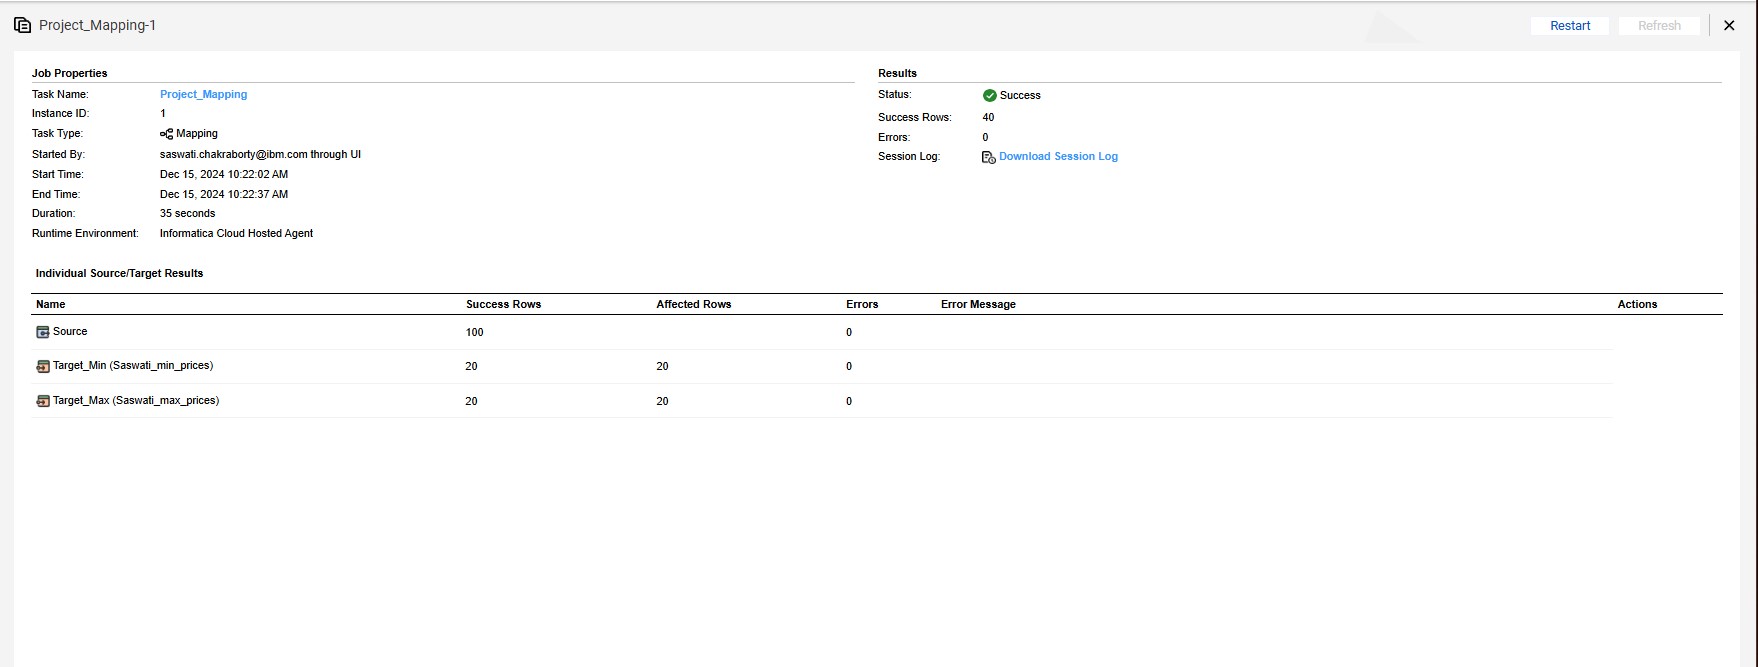 Project_Mapping-1
Restart
Refresh
Job Properties
Task Name: Project_Mapping
Instance ID: 1
Task Type: Mapping
Started By: saswati.chakraborty@ibm.com through UI
Start Time: Dec 15, 2024 10:22:02 AM
End Time: Dec 15, 2024 10:22:37 AM
Duration: 35 seconds
Runtime Environment: Informatica Cloud Hosted Agent
Results
Status: Success
Success Rows: 40
Errors: 0
Session Log: Download Session Log
Individual Source/Target Results
Name Success Rows Affected Rows Errors Error Message Actions
Source 100 0
Target_Min (Saswati_min_prices) 20 20 0
Target_Max (Saswati_max_prices) 20 20 0